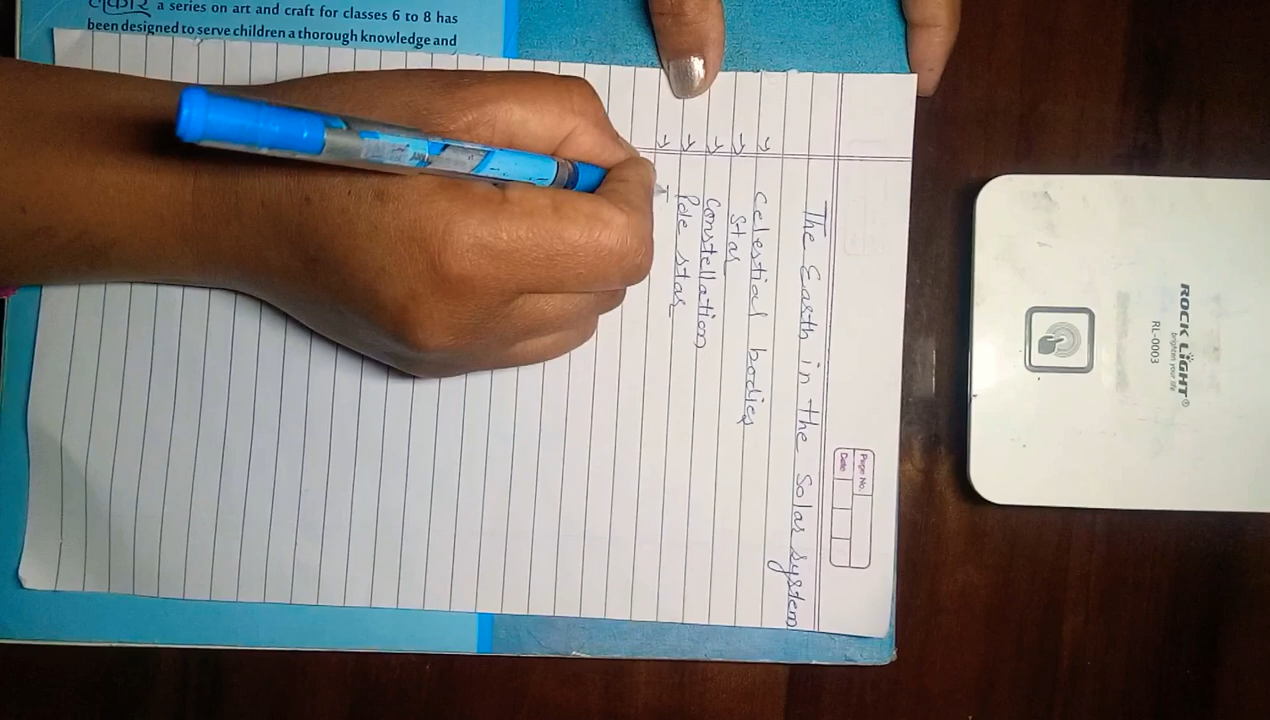 a series on art and craft for classes 6 to 8 has
been designed to serve children a thorough knowledge and
Page No.
Date
The Earth in the Solar system
→ Celestial bodies
→ Star
→ Constellation
→ Pole star
→
ROCK LIGHT®
brighten your life
RL-0003